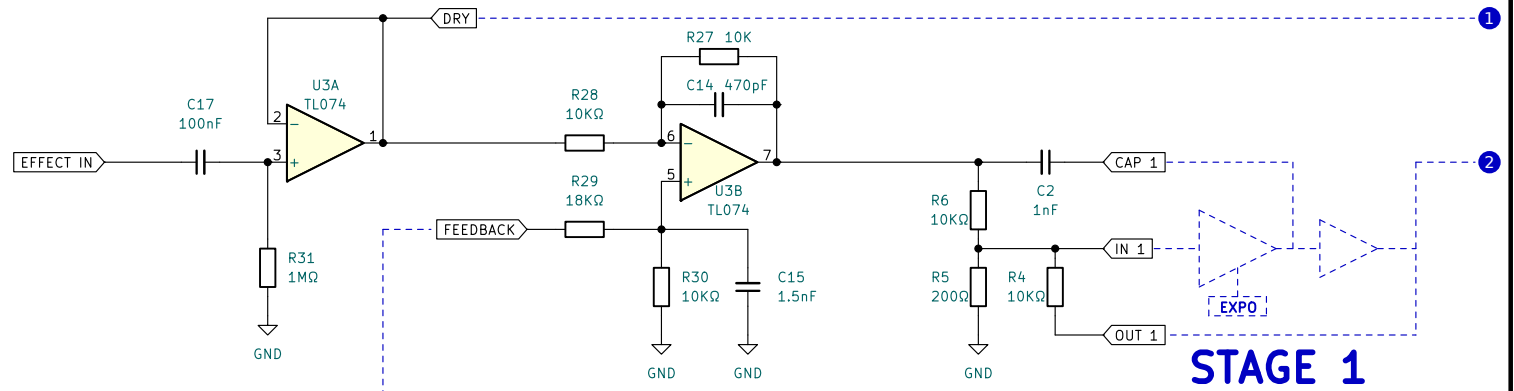 DRY
1
R27 10K
U3A
TL074
C14 470pF
C17
100nF
R28
10KΩ
2
−
1
6
−
EFFECT IN
3
+
7
CAP 1
2
5
+
R29
18KΩ
U3B
TL074
R6
10KΩ
C2
1nF
FEEDBACK
IN 1
R31
1MΩ
R30
10KΩ
C15
1.5nF
R5
200Ω
R4
10KΩ
EXPO
OUT 1
GND
GND
GND
GND
STAGE 1